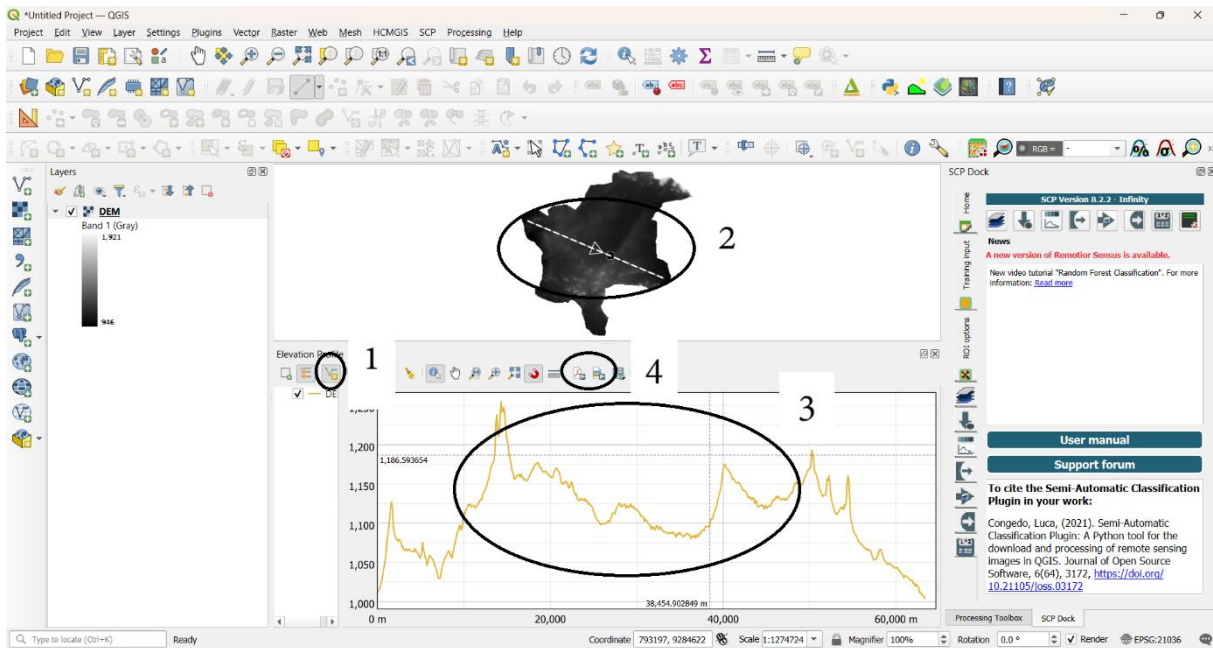 *Untitled Project — QGIS
Project Edit View Layer Settings Plugins Vector Raster Web Mesh HCMGIS SCP Processing Help
RGB = -
Layers
DEM
Band 1 (Gray)
1,921
946
2
SCP Dock
Home
Training input
ROI options
SCP Version 8.2.2 - Infinity
News
A new version of Remotior Sensus is available.
New video tutorial "Random Forest Classification". For more
information: Read more
User manual
Support forum
To cite the Semi-Automatic Classification
Plugin in your work:
Congedo, Luca, (2021). Semi-Automatic
Classification Plugin: A Python tool for the
download and processing of remote sensing
images in QGIS. Journal of Open Source
Software, 6(64), 3172, https://doi.org/
10.21105/joss.03172
Processing Toolbox SCP Dock
Elevation Profile
1
4
3
1,200
1,186.593654
1,150
1,100
1,050
1,000
38,454.902849 m
0 m 20,000 40,000 60,000 m
Type to locate (Ctrl+K) Ready Coordinate 793197, 9284622 Scale 1:1274724 Magnifier 100% Rotation 0.0 ° Render EPSG:21036